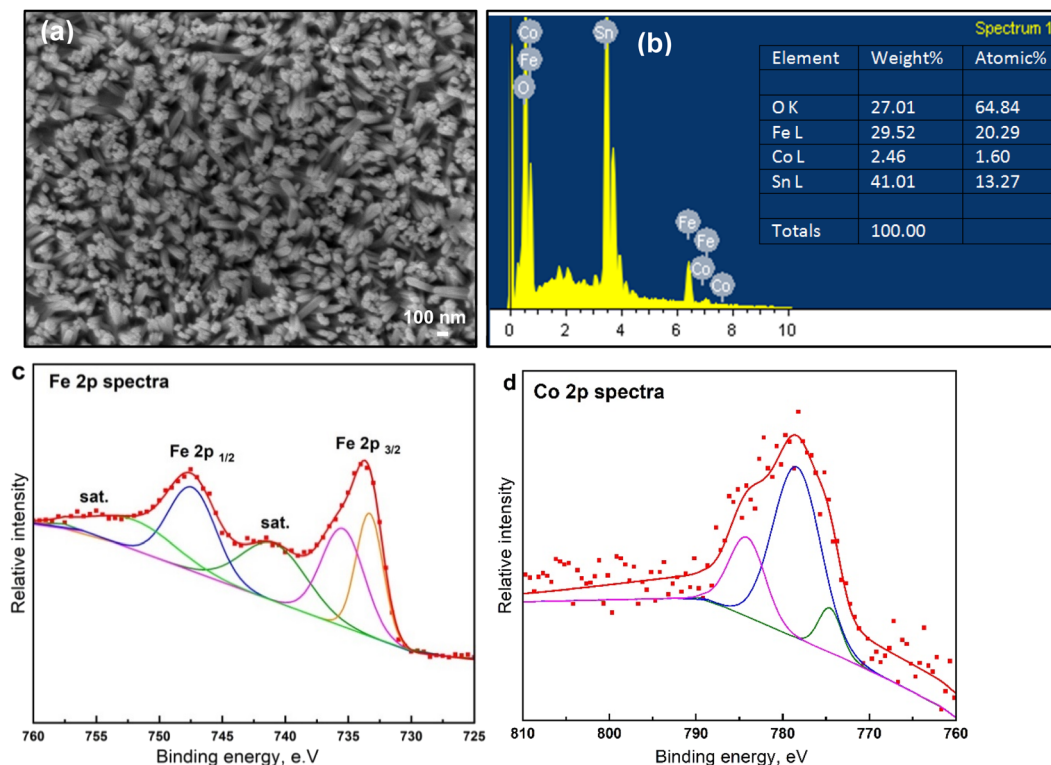 (a)
100 nm
(b)
Spectrum 1
Co
Fe
O
Sn
Fe
Fe
Co
Co
Element Weight% Atomic%
O K 27.01 64.84
Fe L 29.52 20.29
Co L 2.46 1.60
Sn L 41.01 13.27
Totals 100.00
0 2 4 6 8 10
c
Fe 2p spectra
Fe 2p 1/2
Fe 2p 3/2
sat.
sat.
Relative intensity
760 755 750 745 740 735 730 725
Binding energy, e.V
d
Co 2p spectra
Relative intensity
810 800 790 780 770 760
Binding energy, eV